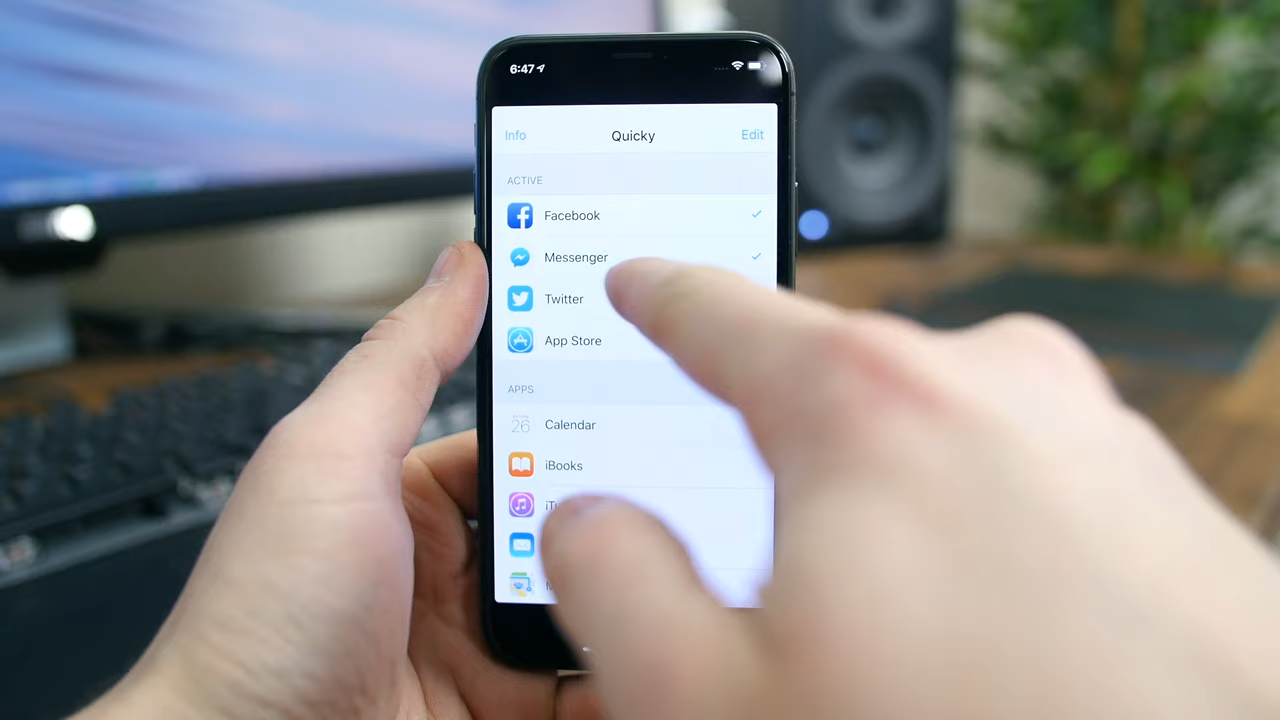 6:47
Info Quicky Edit
ACTIVE
Facebook
Messenger
Twitter
App Store
APPS
26 Calendar
iBooks